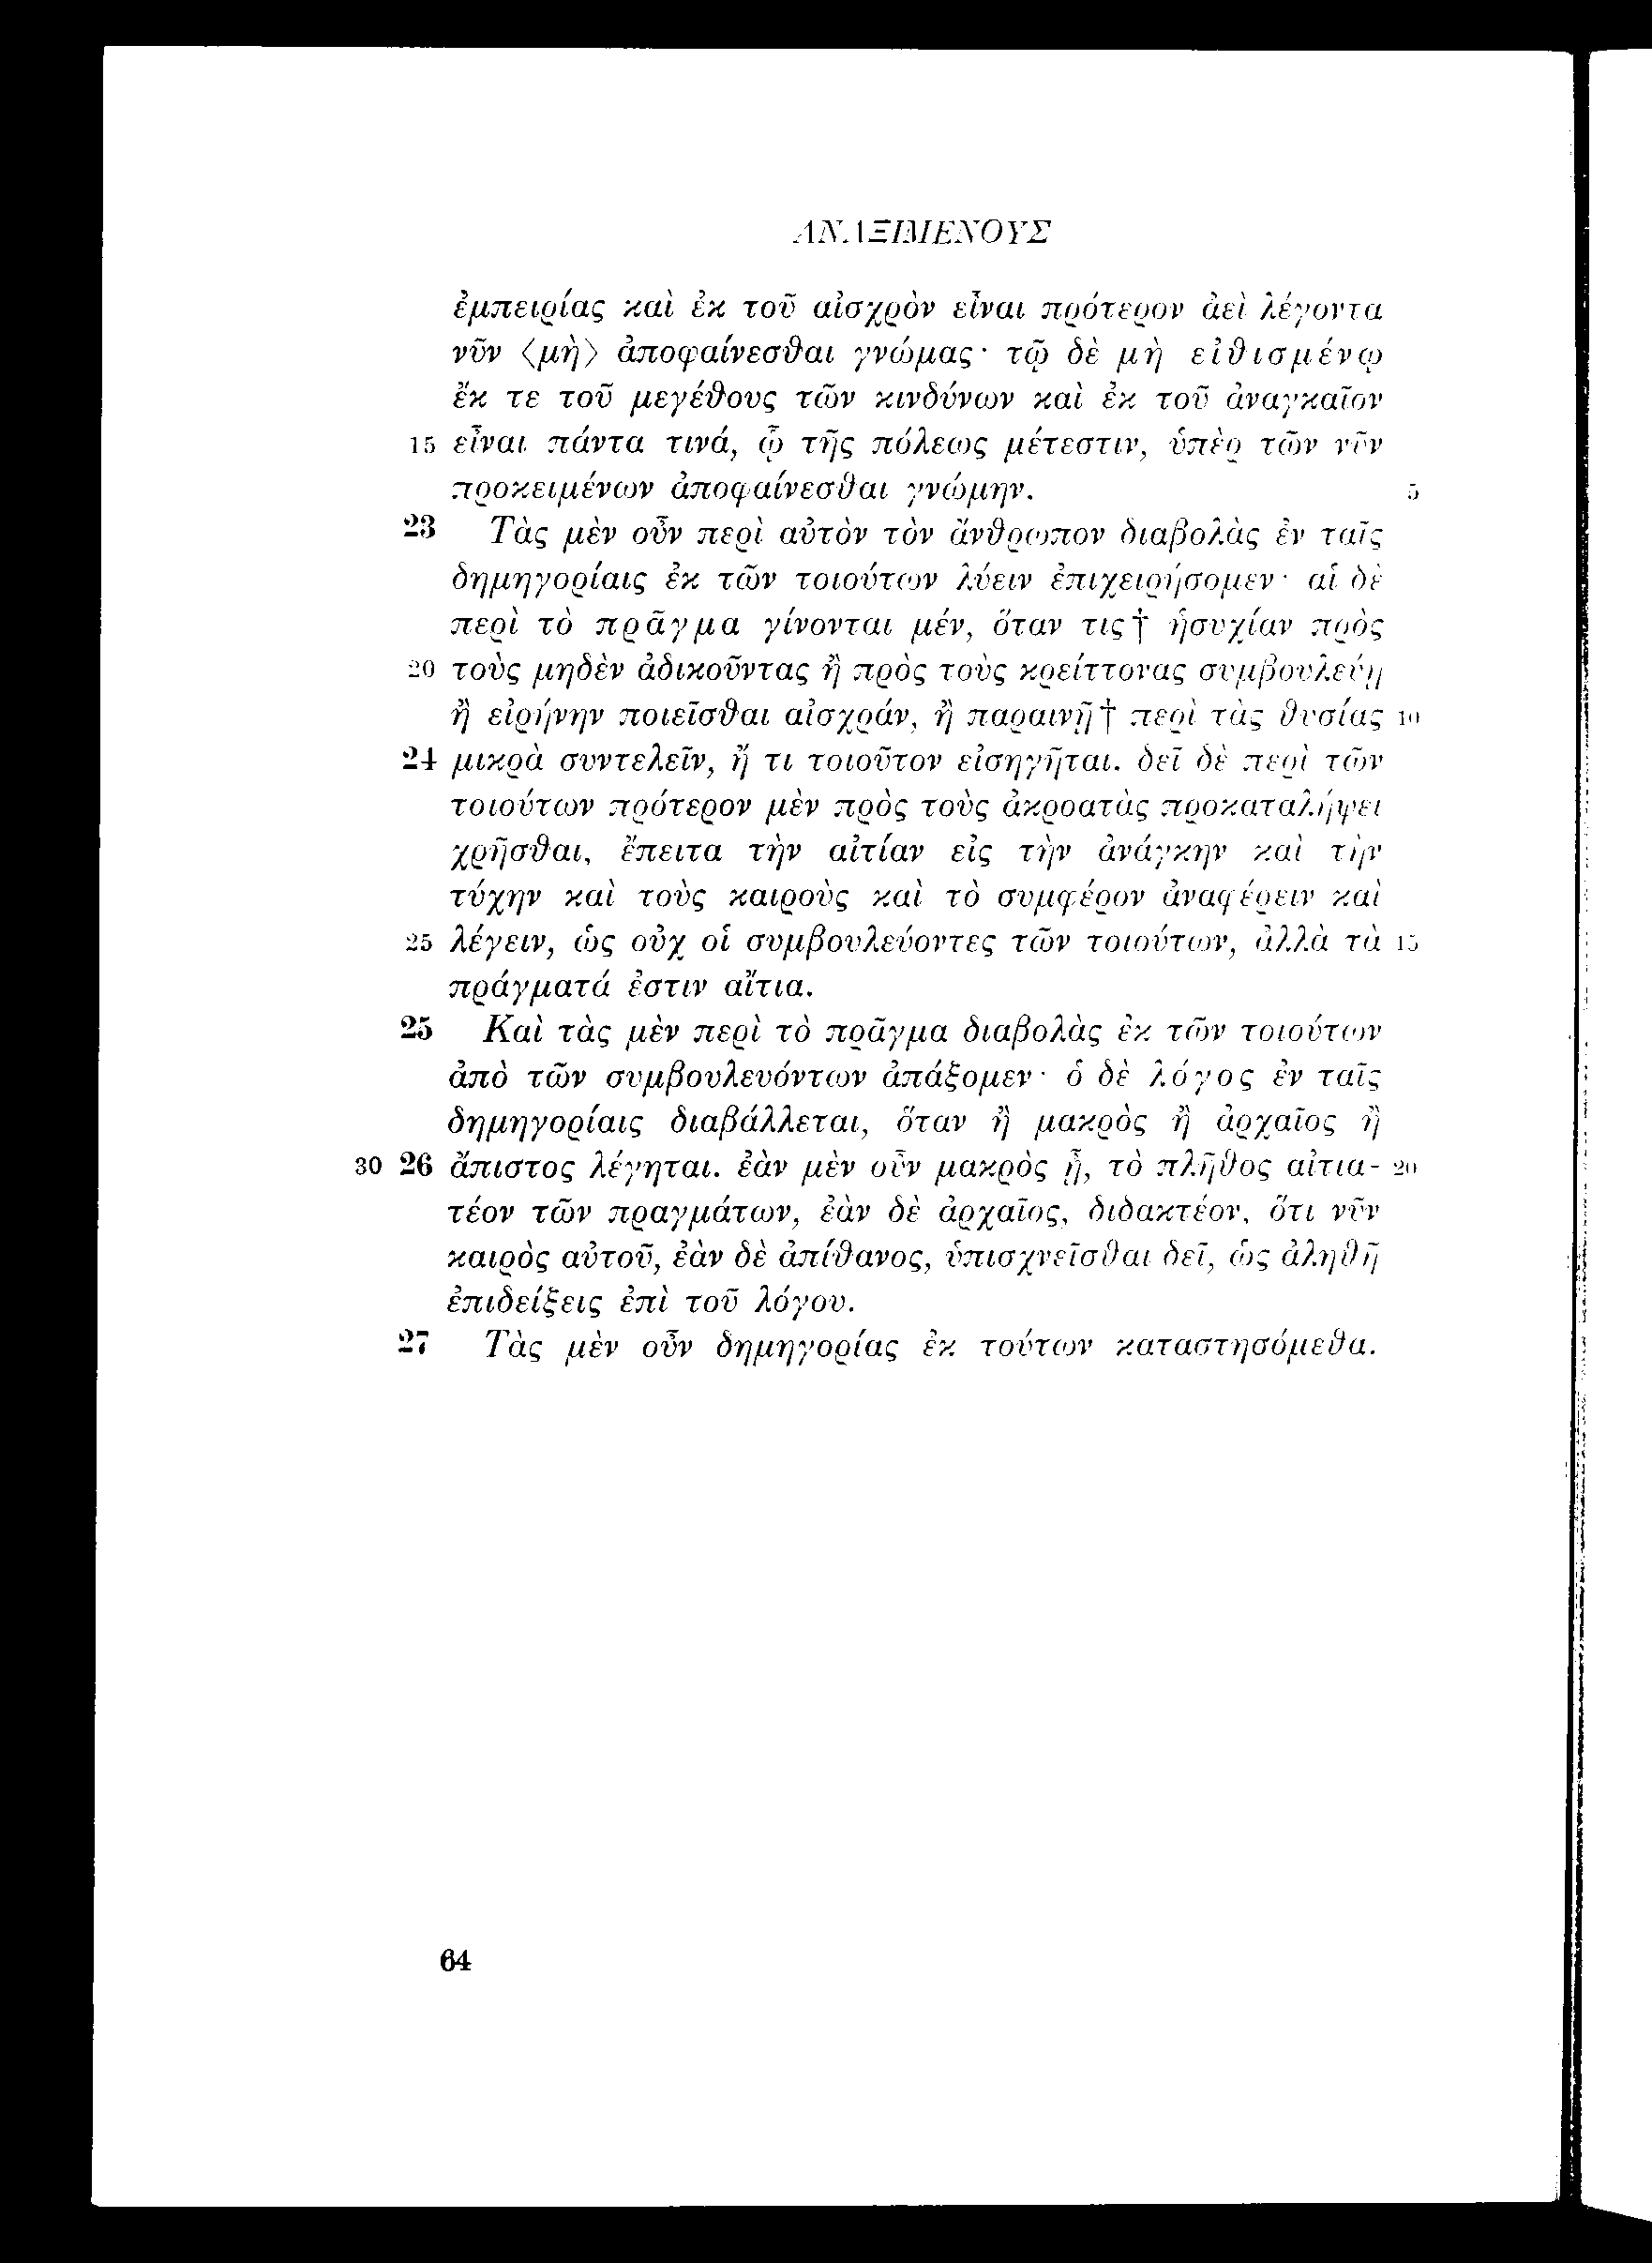 ΑΝΑΞΙΜΕΝΟΥΣ
ἐμπειρίας καὶ ἐκ τοῦ αἰσχρὸν εἶναι πρότερον ἀεὶ λέγοντα
νῦν ⟨μὴ⟩ ἀποφαίνεσθαι γνώμας· τῷ δὲ μὴ εἰθισμένῳ
ἔκ τε τοῦ μεγέθους τῶν κινδύνων καὶ ἐκ τοῦ ἀναγκαῖον
15 εἶναι πάντα τινά, ᾧ τῆς πόλεως μέτεστιν, ὑπὲρ τῶν νῦν
προκειμένων ἀποφαίνεσθαι γνώμην. 5
23 Τὰς μὲν οὖν περὶ αὐτὸν τὸν ἄνθρωπον διαβολὰς ἐν ταῖς
δημηγορίαις ἐκ τῶν τοιούτων λύειν ἐπιχειρήσομεν· αἱ δὲ
περὶ τὸ πρᾶγμα γίνονται μέν, ὅταν τις† ἡσυχίαν πρὸς
20 τοὺς μηδὲν ἀδικοῦντας ἢ πρὸς τοὺς κρείττονας συμβουλεύῃ
ἢ εἰρήνην ποιεῖσθαι αἰσχράν, ἢ παραινῇ† περὶ τὰς θυσίας 10
24 μικρὰ συντελεῖν, ἤ τι τοιοῦτον εἰσηγῆται. δεῖ δὲ περὶ τῶν
τοιούτων πρότερον μὲν πρὸς τοὺς ἀκροατὰς προκαταλήψει
χρῆσθαι, ἔπειτα τὴν αἰτίαν εἰς τὴν ἀνάγκην καὶ τὴν
τύχην καὶ τοὺς καιροὺς καὶ τὸ συμφέρον ἀναφέρειν καὶ
25 λέγειν, ὡς οὐχ οἱ συμβουλεύοντες τῶν τοιούτων, ἀλλὰ τὰ 15
πράγματά ἐστιν αἴτια.
25 Καὶ τὰς μὲν περὶ τὸ πρᾶγμα διαβολὰς ἐκ τῶν τοιούτων
ἀπὸ τῶν συμβουλευόντων ἀπάξομεν· ὁ δὲ λόγος ἐν ταῖς
δημηγορίαις διαβάλλεται, ὅταν ἢ μακρὸς ἢ ἀρχαῖος ἢ
30 26 ἄπιστος λέγηται. ἐὰν μὲν οὖν μακρὸς ᾖ, τὸ πλῆθος αἰτια- 20
τέον τῶν πραγμάτων, ἐὰν δὲ ἀρχαῖος, διδακτέον, ὅτι νῦν
καιρὸς αὐτοῦ, ἐὰν δὲ ἀπίθανος, ὑπισχνεῖσθαι δεῖ, ὡς ἀληθῆ
ἐπιδείξεις ἐπὶ τοῦ λόγου.
27 Τὰς μὲν οὖν δημηγορίας ἐκ τούτων καταστησόμεθα.
64